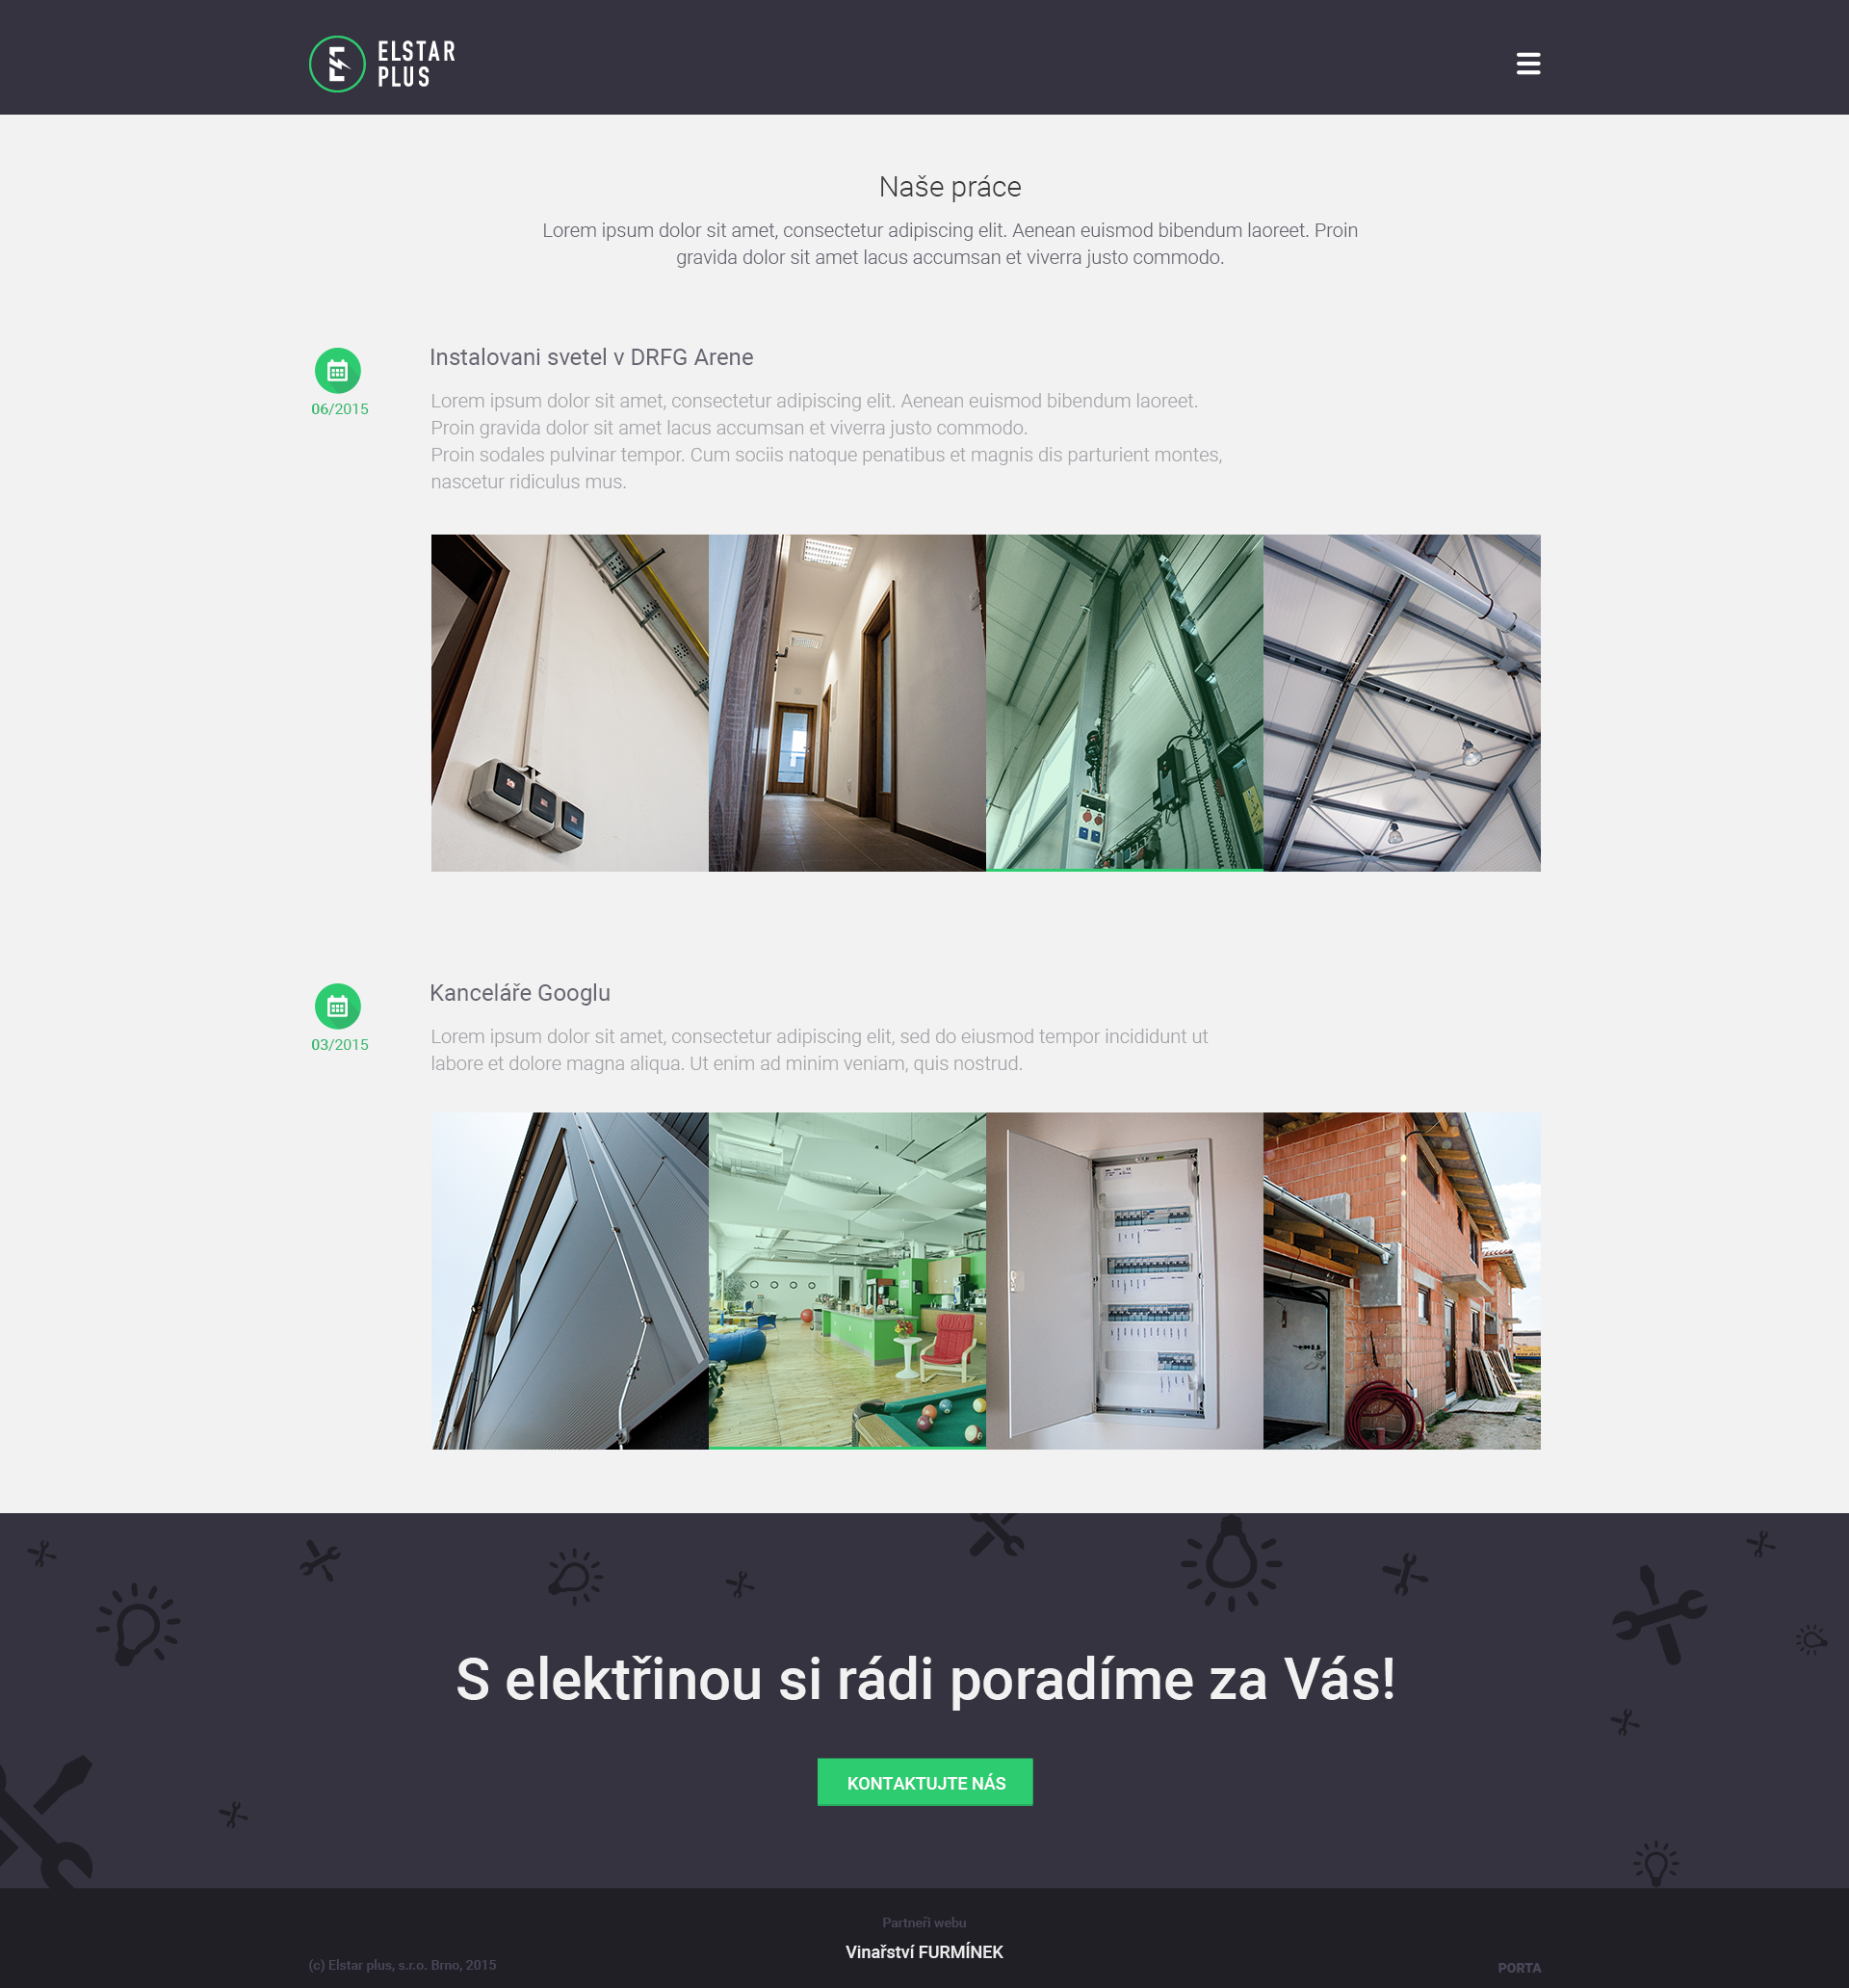 ELSTAR
PLUS
Naše práce
Lorem ipsum dolor sit amet, consectetur adipiscing elit. Aenean euismod bibendum laoreet. Proin
gravida dolor sit amet lacus accumsan et viverra justo commodo.
Instalovani svetel v DRFG Arene
06/2015
Lorem ipsum dolor sit amet, consectetur adipiscing elit. Aenean euismod bibendum laoreet.
Proin gravida dolor sit amet lacus accumsan et viverra justo commodo.
Proin sodales pulvinar tempor. Cum sociis natoque penatibus et magnis dis parturient montes,
nascetur ridiculus mus.
Kanceláře Googlu
03/2015
Lorem ipsum dolor sit amet, consectetur adipiscing elit, sed do eiusmod tempor incididunt ut
labore et dolore magna aliqua. Ut enim ad minim veniam, quis nostrud.
S elektřinou si rádi poradíme za Vás!
KONTAKTUJTE NÁS
Partneři webu
Vinařství FURMÍNEK
(c) Elstar plus, s.r.o. Brno, 2015
PORTA